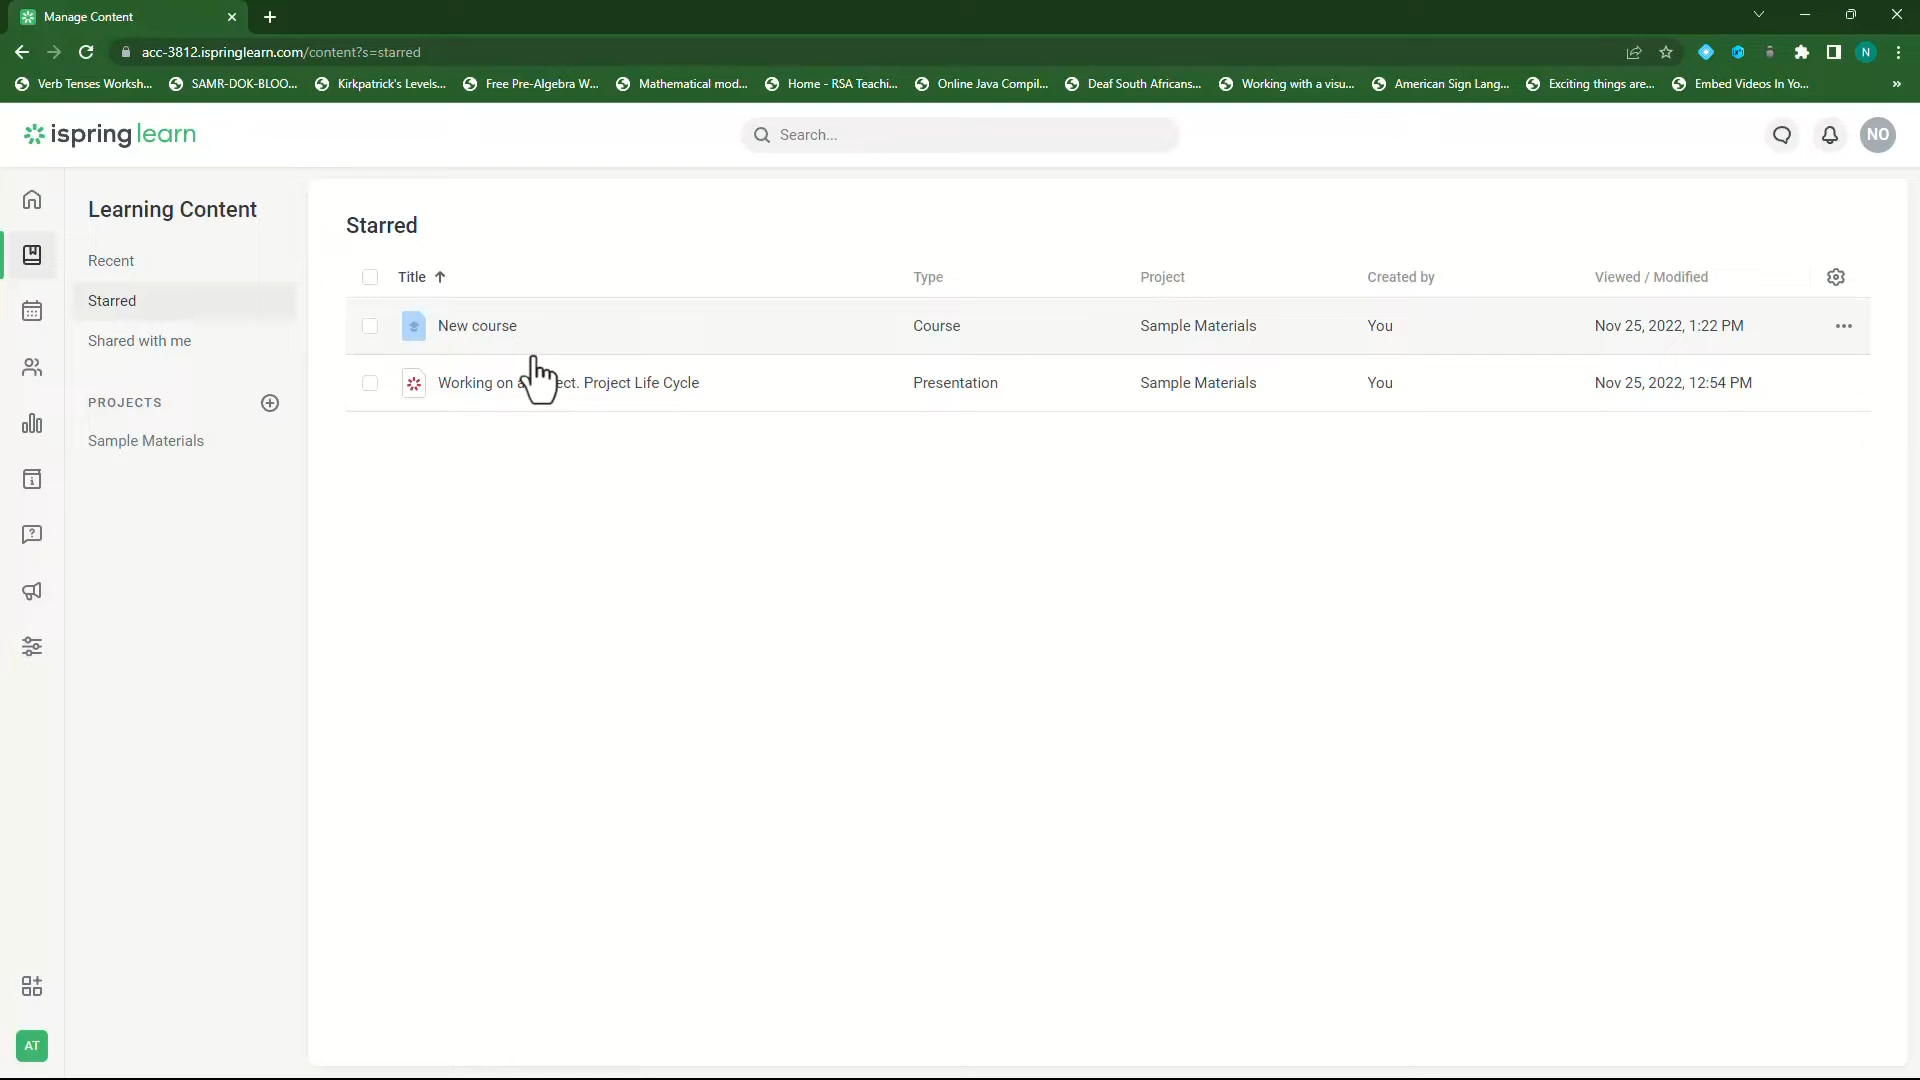 Manage Content
acc-3812.ispringlearn.com/content?s=starred
N
Verb Tenses Worksh...
SAMR-DOK-BLOO...
Kirkpatrick's Levels...
Free Pre-Algebra W...
Mathematical mod...
Home - RSA Teachi...
Online Java Compil...
Deaf South Africans...
Working with a visu...
American Sign Lang...
Exciting things are...
Embed Videos In Yo...
»
ispring learn
Search...
NO
Learning Content
Recent
Starred
Shared with me
PROJECTS
Sample Materials
AT
Starred
Title Type Project Created by Viewed / Modified
New course Course Sample Materials You Nov 25, 2022, 1:22 PM
Working on a ect. Project Life Cycle Presentation Sample Materials You Nov 25, 2022, 12:54 PM